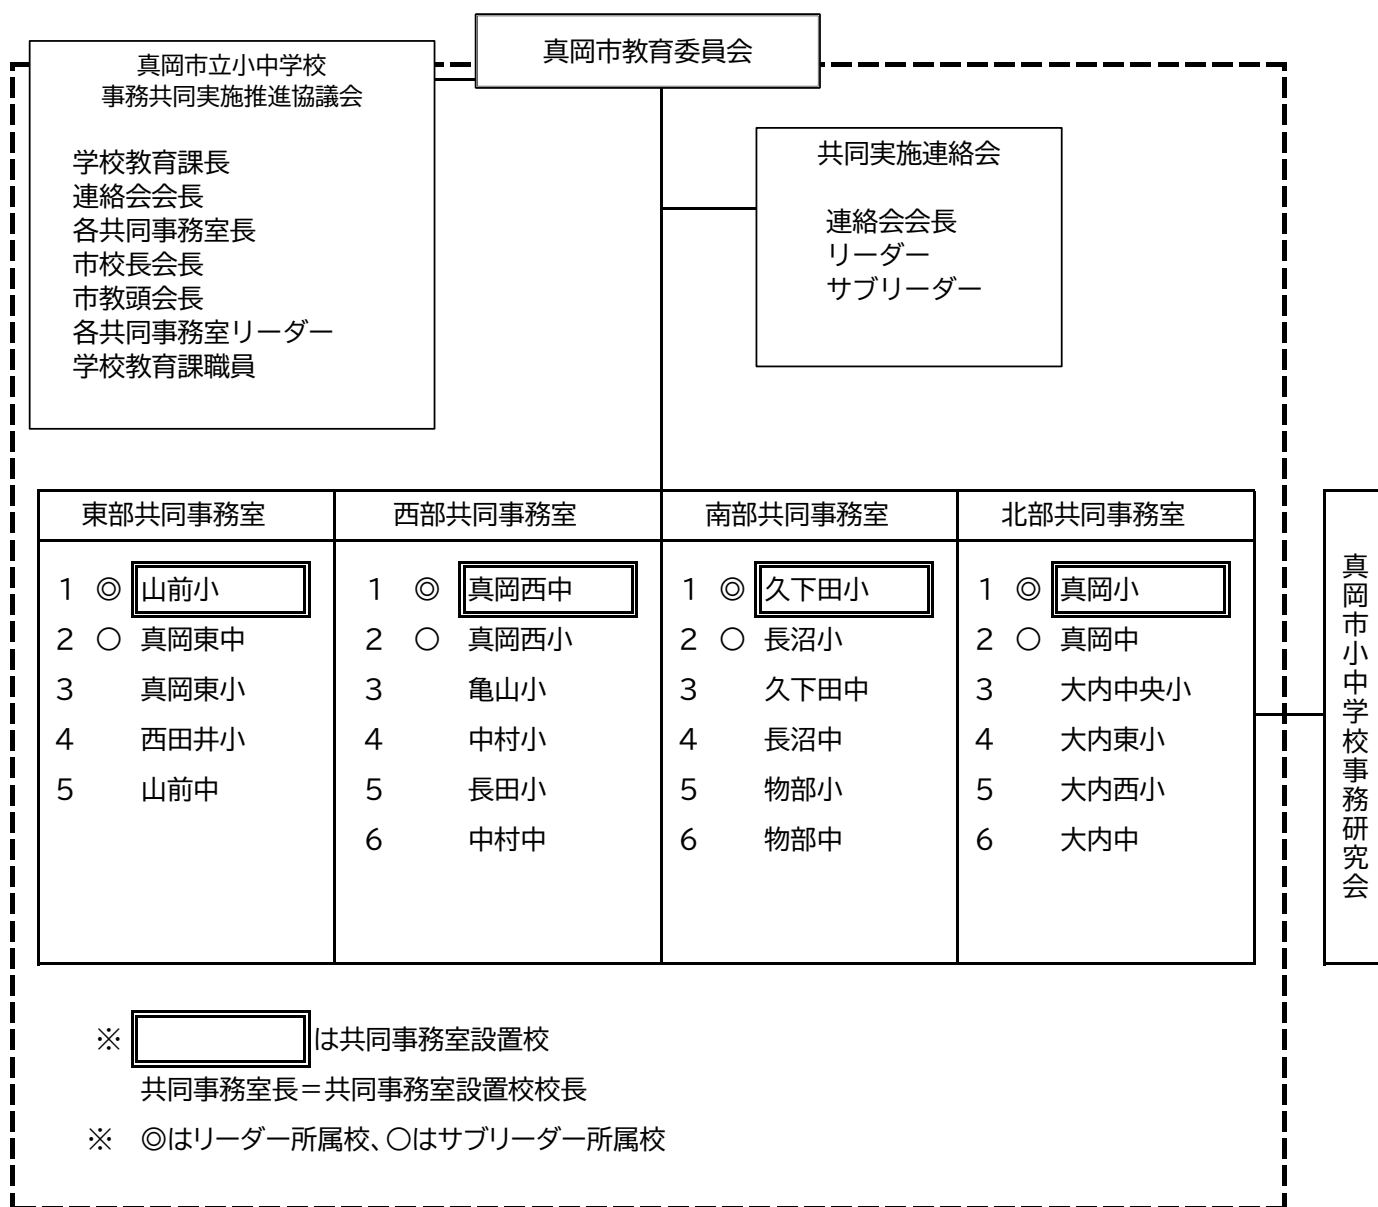 真岡市教育委員会
真岡市立小中学校
事務共同実施推進協議会
学校教育課長
連絡会会長
各共同事務室長
市校長会長
市教頭会長
各共同事務室リーダー
学校教育課職員
共同実施連絡会
連絡会会長
リーダー
サブリーダー
東部共同事務室
1 ◎ 山前小
2 ○ 真岡東中
3 真岡東小
4 西田井小
5 山前中
西部共同事務室
1 ◎ 真岡西中
2 ○ 真岡西小
3 亀山小
4 中村小
5 長田小
6 中村中
南部共同事務室
1 ◎ 久下田小
2 ○ 長沼小
3 久下田中
4 長沼中
5 物部小
6 物部中
北部共同事務室
1 ◎ 真岡小
2 ○ 真岡中
3 大内中央小
4 大内東小
5 大内西小
6 大内中
真岡市小中学校事務研究会
※ は共同事務室設置校
共同事務室長＝共同事務室設置校校長
※ ◎はリーダー所属校、○はサブリーダー所属校